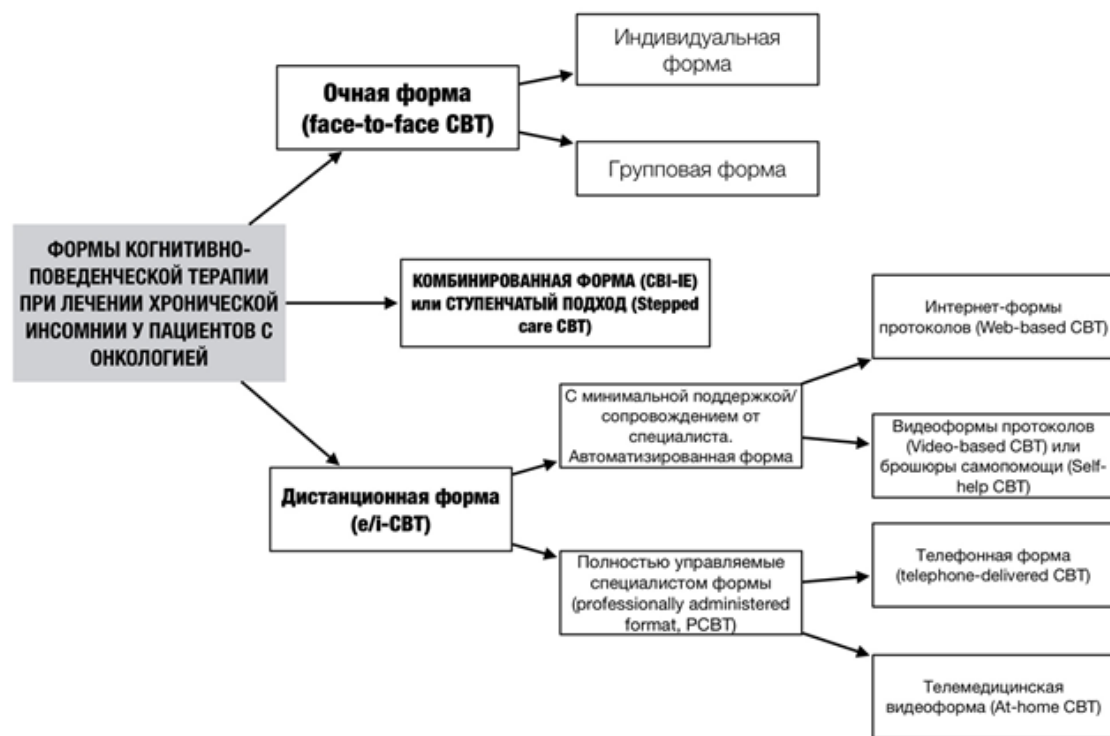 Индивидуальная
форма
Очная форма
(face-to-face CBT)
Групповая форма
ФОРМЫ КОГНИТИВНО-
ПОВЕДЕНЧЕСКОЙ ТЕРАПИИ
ПРИ ЛЕЧЕНИИ ХРОНИЧЕСКОЙ
ИНСОМНИИ У ПАЦИЕНТОВ С
ОНКОЛОГИЕЙ
КОМБИНИРОВАННАЯ ФОРМА (CBI-IE)
или СТУПЕНЧАТЫЙ ПОДХОД (Stepped
care CBT)
Дистанционная форма
(e/i-CBT)
С минимальной поддержкой/
сопровождением от
специалиста.
Автоматизированная форма
Интернет-формы
протоколов (Web-based CBT)
Видеоформы протоколов
(Video-based CBT) или
брошюры самопомощи (Self-
help CBT)
Полностью управляемые
специалистом формы
(professionally administered
format, PCBT)
Телефонная форма
(telephone-delivered CBT)
Телемедицинская
видеоформа (At-home CBT)